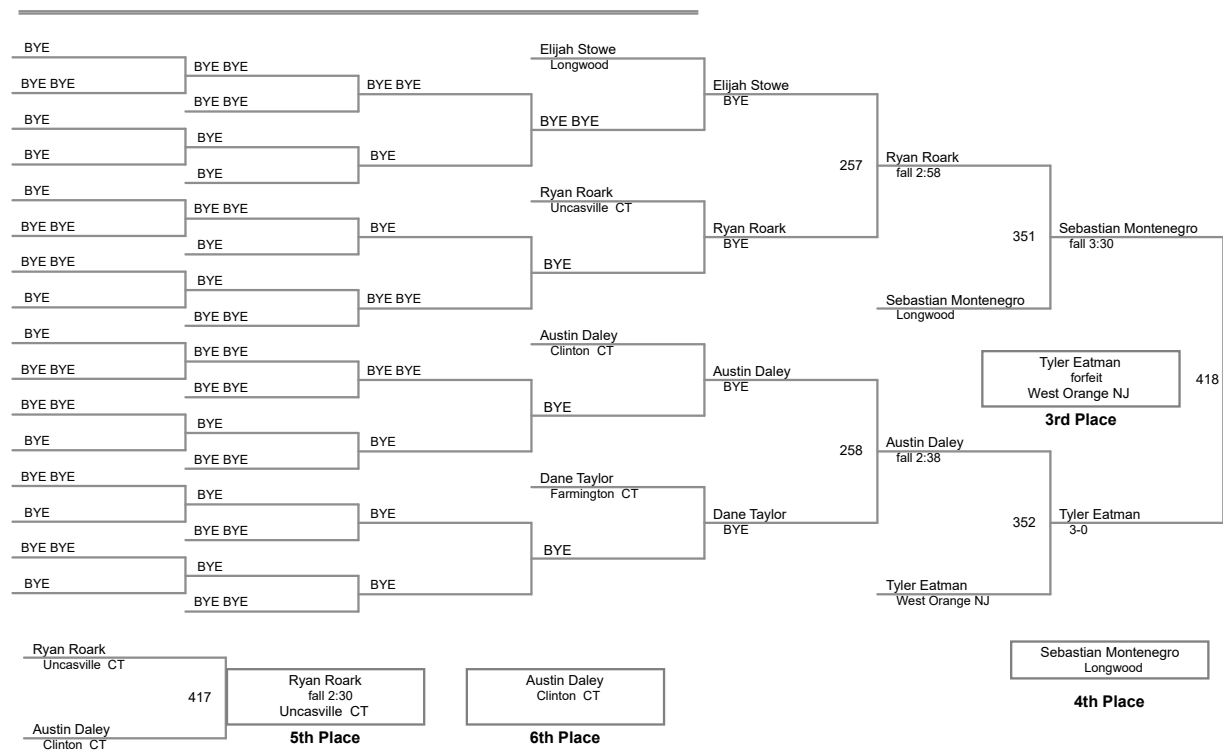 BYE
BYE BYE
BYE
BYE
BYE
BYE BYE
BYE BYE
BYE
BYE
BYE BYE
BYE BYE
BYE
BYE BYE
BYE
BYE BYE
BYE
BYE BYE
BYE BYE
BYE
BYE
BYE BYE
BYE
BYE
BYE BYE
BYE BYE
BYE BYE
BYE
BYE
BYE
BYE BYE
BYE
BYE BYE
BYE BYE
BYE
BYE
BYE BYE
BYE BYE
BYE
BYE
BYE
Elijah Stowe
Longwood
BYE BYE
Ryan Roark
Uncasville CT
BYE
Austin Daley
Clinton CT
BYE
Dane Taylor
Farmington CT
BYE
Elijah Stowe
BYE
Ryan Roark
BYE
Austin Daley
BYE
Dane Taylor
BYE
257
258
Ryan Roark
fall 2:58
Sebastian Montenegro
Longwood
Austin Daley
fall 2:38
Tyler Eatman
West Orange NJ
351
352
Sebastian Montenegro
fall 3:30
Tyler Eatman
3-0
418
Tyler Eatman
forfeit
West Orange NJ
3rd Place
Ryan Roark
Uncasville CT
Austin Daley
Clinton CT
417
Ryan Roark
fall 2:30
Uncasville CT
5th Place
Austin Daley
Clinton CT
6th Place
Sebastian Montenegro
Longwood
4th Place